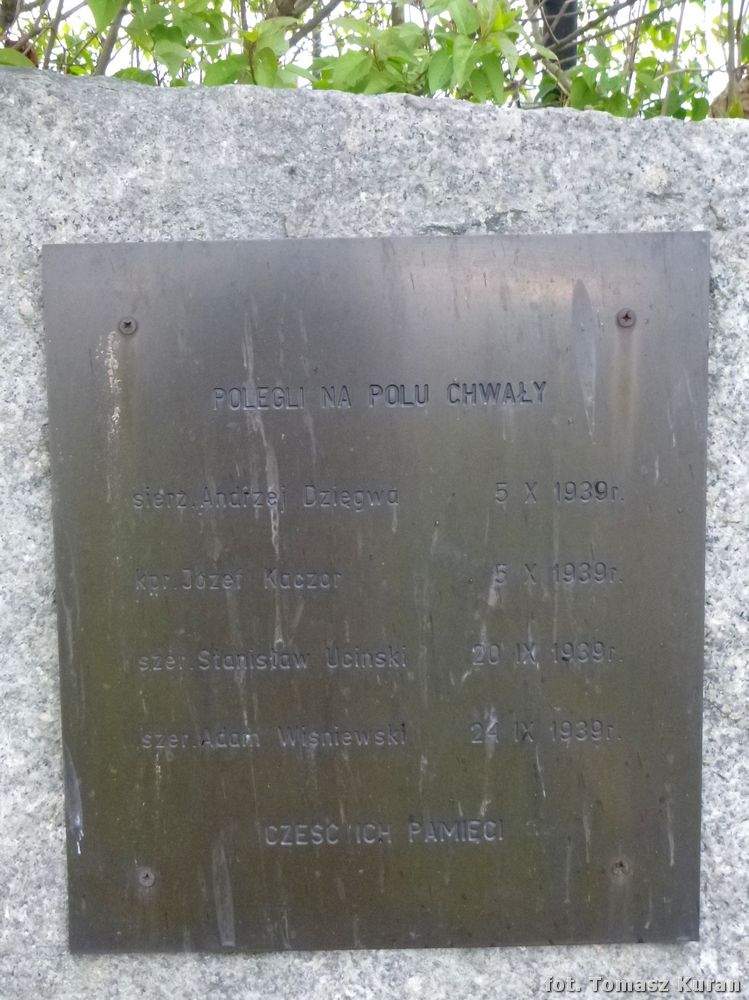 POLEGLI NA POLU CHWAŁY
sierż. Andrzej Dzięgwa 5 X 1939r.
kpr. Józef Kaczor 5 X 1939r.
szer. Stanisław Uciński 20 IX 1939r.
szer. Adam Wiśniewski 24 IX 1939r.
CZEŚĆ ICH PAMIĘCI
fot. Tomasz Kuran